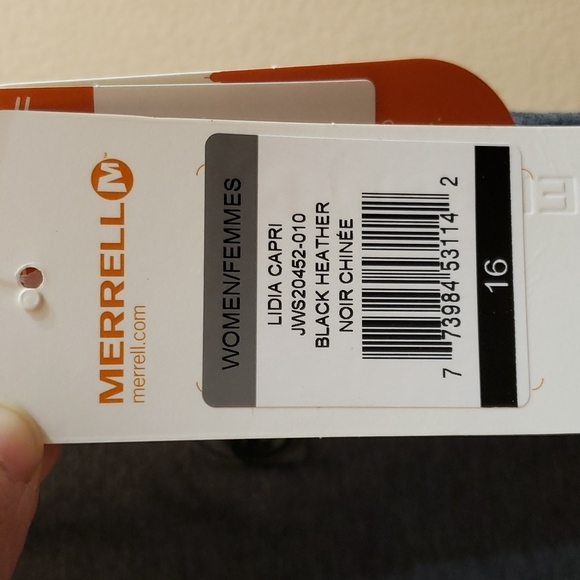 MERRELL M
merrell.com
WOMEN/FEMMES
LIDIA CAPRI
JWS20452-010
BLACK HEATHER
NOIR CHINÉE
7 73984 53114 2
16